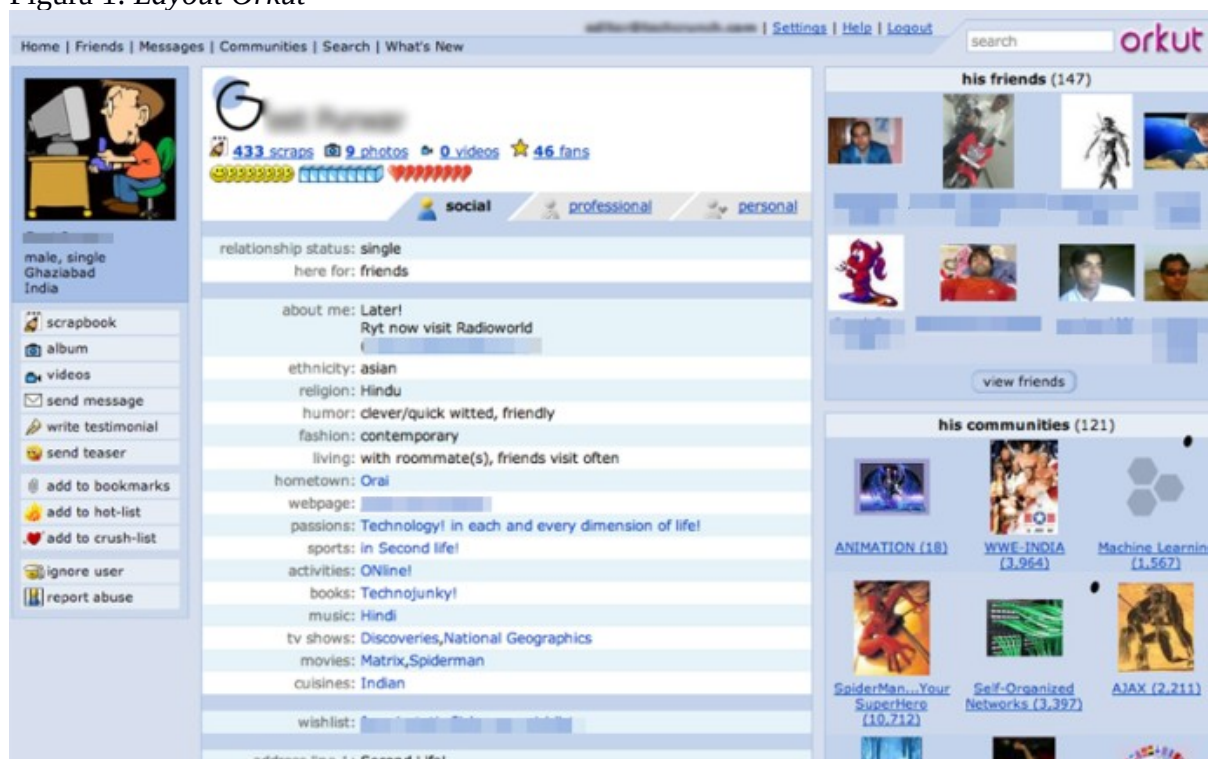 Figura 1: Layout Orkut
| Settings | Help | Logout
Home | Friends | Messages | Communities | Search | What's New
search
orkut
male, single
Ghaziabad
India
scrapbook
album
videos
send message
write testimonial
send teaser
add to bookmarks
add to hot-list
add to crush-list
ignore user
report abuse
G
433 scraps 9 photos 0 videos 46 fans
social professional personal
relationship status: single
here for: friends
about me: Later!
Ryt now visit Radioworld
ethnicity: asian
religion: Hindu
humor: clever/quick witted, friendly
fashion: contemporary
living: with roommate(s), friends visit often
hometown: Orai
webpage:
passions: Technology! in each and every dimension of life!
sports: in Second life!
activities: ONline!
books: Technojunky!
music: Hindi
tv shows: Discoveries,National Geographics
movies: Matrix,Spiderman
cuisines: Indian
wishlist:
address line 1: Second Life!
his friends (147)
view friends
his communities (121)
ANIMATION (18)
WWE-INDIA
(3,964)
Machine Learnin
(1,567)
SpiderMan...Your
SuperHero
(10,712)
Self-Organized
Networks (3,397)
AJAX (2,211)